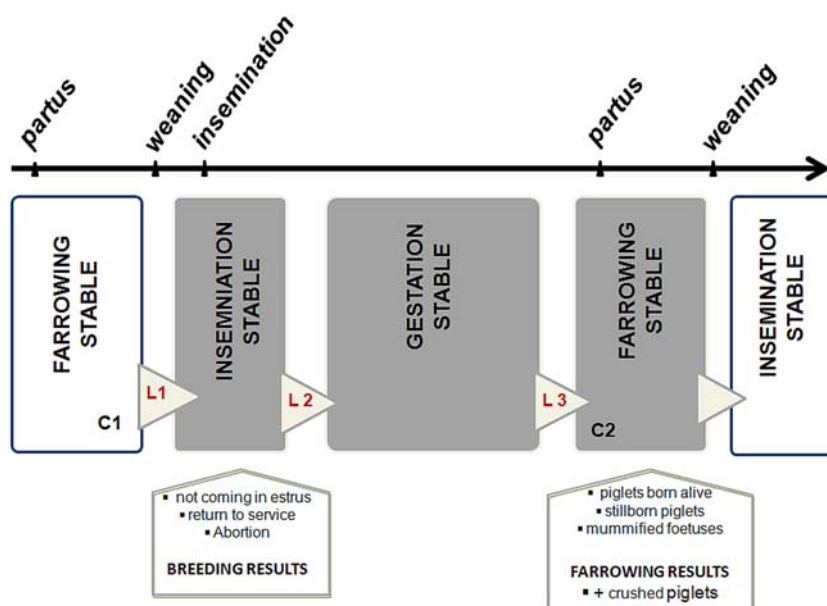 partus
weaning
insemination
partus
weaning
FARROWING
STABLE
C1
L1
INSEMNIATION
STABLE
L 2
GESTATION
STABLE
L 3
FARROWING
STABLE
C2
INSEMINATION
STABLE
▪ not coming in estrus
▪ return to service
▪ Abortion
BREEDING RESULTS
▪ piglets born alive
▪ stillborn piglets
▪ mummified foetuses
FARROWING RESULTS
▪ + crushed piglets